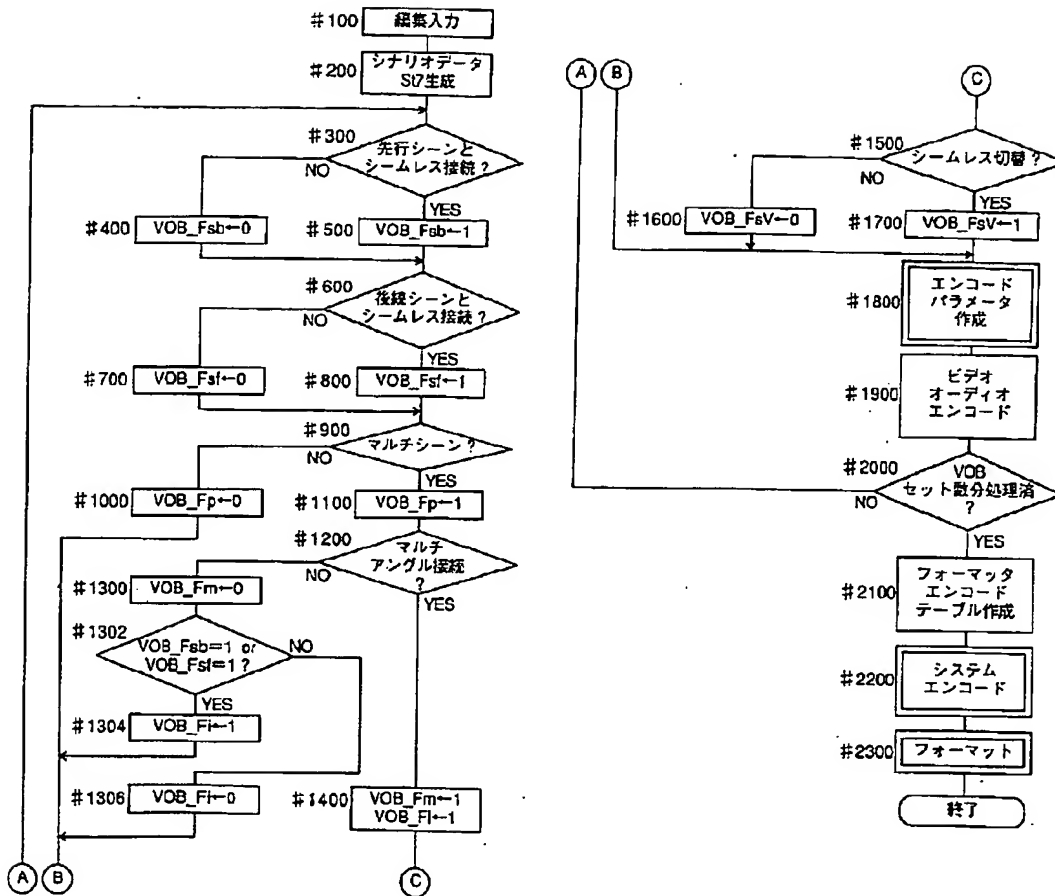 #100 編集入力
#200 シナリオデータ
St7生成
#300 先行シーンと
シームレス接続?
NO
YES
#400 VOB_Fsb←0
#500 VOB_Fsb←1
#600 後続シーンと
シームレス接続?
NO
YES
#700 VOB_Fsf←0
#800 VOB_Fsf←1
#900 マルチシーン?
NO
YES
#1000 VOB_Fp←0
#1100 VOB_Fp←1
#1200 マルチ
アングル接続
?
NO
YES
#1300 VOB_Fm←0
#1302 VOB_Fsb=1 or
VOB_Fsf=1?
NO
YES
#1304 VOB_Fi←1
#1306 VOB_Fi←0
#1400 VOB_Fm←1
VOB_Fi←1
A
B
C
A
B
C
#1500 シームレス切替?
NO
YES
#1600 VOB_FsV←0
#1700 VOB_FsV←1
#1800 エンコード
パラメータ
作成
#1900 ビデオ
オーディオ
エンコード
#2000 VOB
セット数分処理済
?
NO
YES
#2100 フォーマッタ
エンコード
テーブル作成
#2200 システム
エンコード
#2300 フォーマット
終了